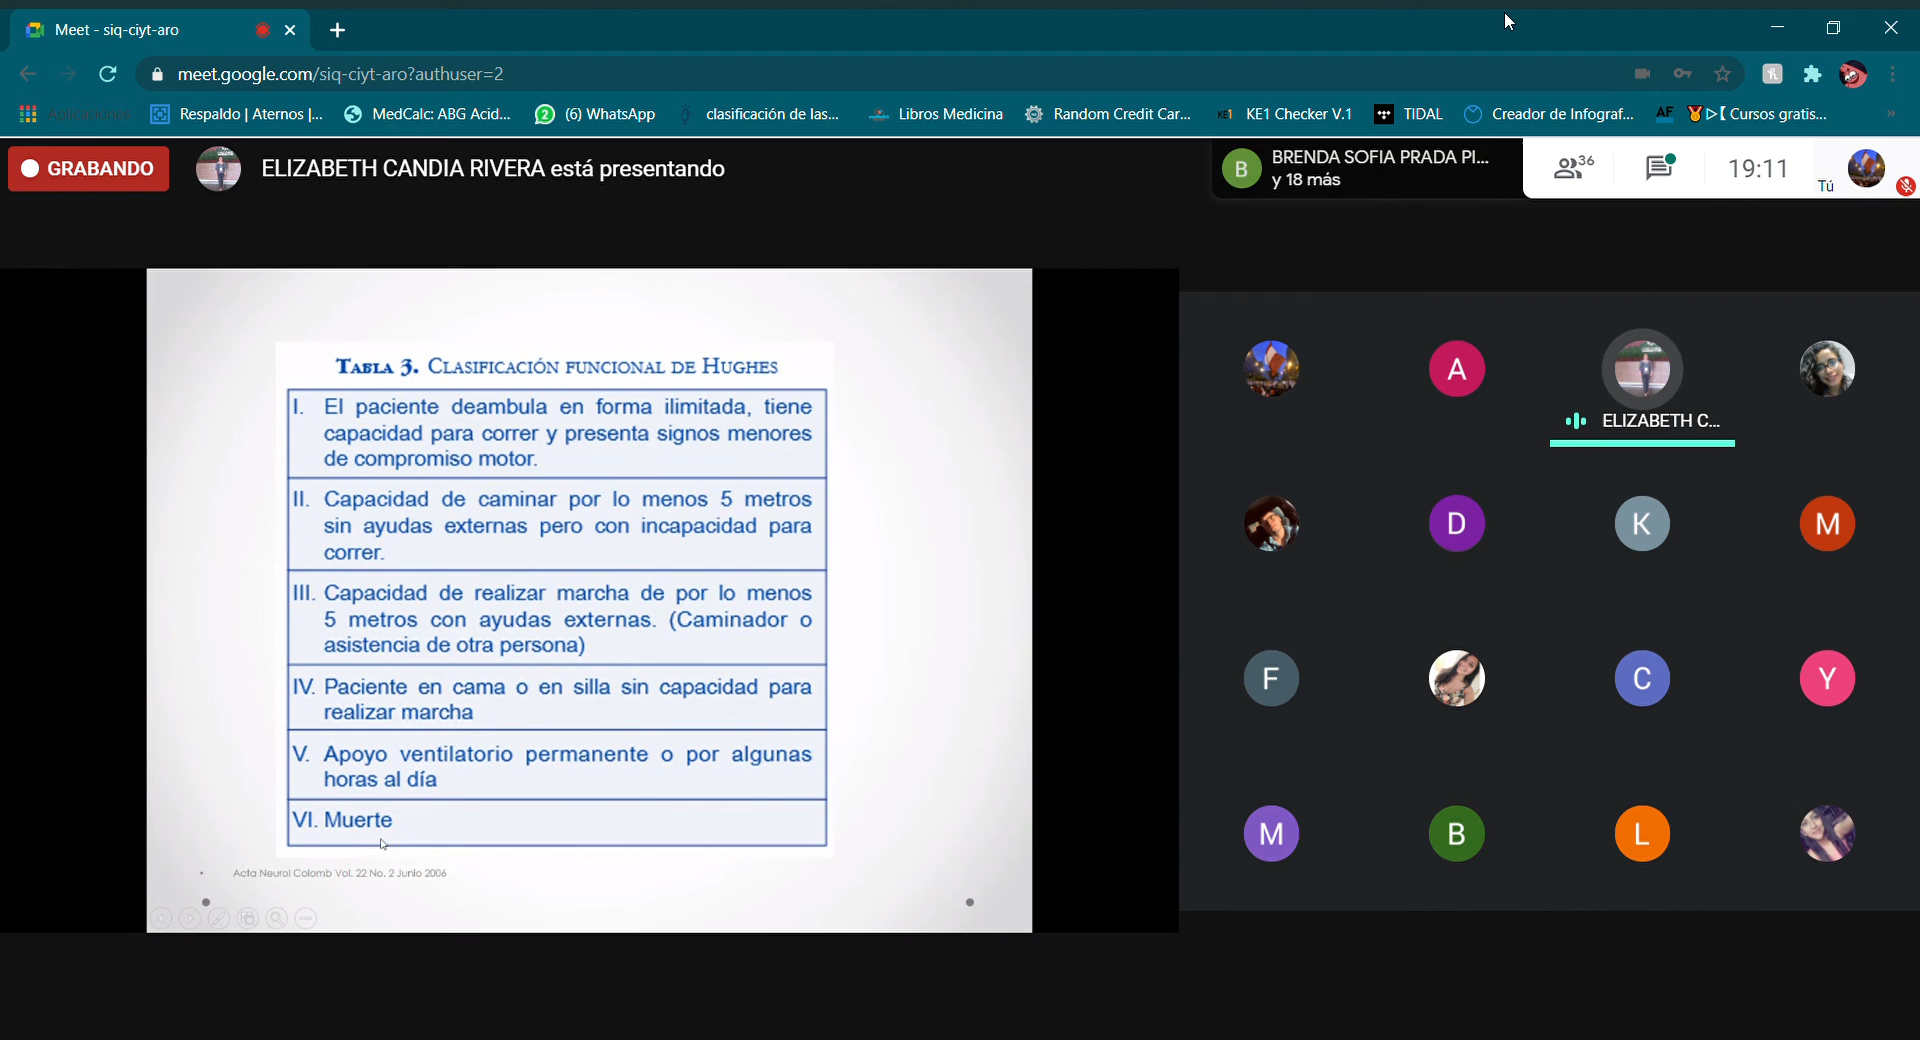 Meet - siq-ciyt-aro
meet.google.com/siq-ciyt-aro?authuser=2
Aplicaciones
Respaldo | Aternos |...
MedCalc: ABG Acid...
(6) WhatsApp
clasificación de las...
Libros Medicina
Random Credit Car...
KE1 KE1 Checker V.1
TIDAL
Creador de Infograf...
AF
Cursos gratis...
GRABANDO
ELIZABETH CANDIA RIVERA está presentando
B
BRENDA SOFIA PRADA PI...
y 18 más
36
19:11
Tú
TABLA 3. CLASIFICACIÓN FUNCIONAL DE HUGHES
I. El paciente deambula en forma ilimitada, tiene
capacidad para correr y presenta signos menores
de compromiso motor.
II. Capacidad de caminar por lo menos 5 metros
sin ayudas externas pero con incapacidad para
correr.
III. Capacidad de realizar marcha de por lo menos
5 metros con ayudas externas. (Caminador o
asistencia de otra persona)
IV. Paciente en cama o en silla sin capacidad para
realizar marcha
V. Apoyo ventilatorio permanente o por algunas
horas al día
VI. Muerte
• Acta Neurol Colomb Vol. 22 No. 2 Junio 2006
A
ELIZABETH C...
D
K
M
F
C
Y
M
B
L